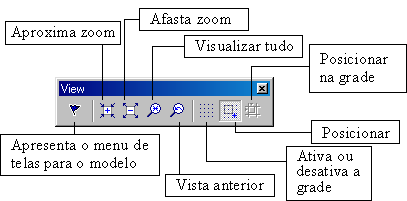 Afasta zoom
Aproxima zoom
Visualizar tudo
Posicionar
na grade
View
Apresenta o menu de
telas para o modelo
Vista anterior
Ativa ou
desativa a
grade
Posicionar